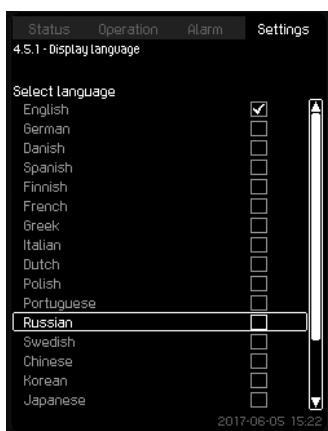 Status Operation Alarm Settings
4.5.1 - Display language
Select language
English
German
Danish
Spanish
Finnish
French
Greek
Italian
Dutch
Polish
Portuguese
Russian
Swedish
Chinese
Korean
Japanese
2017-06-05 15:22